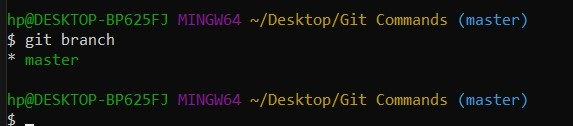 hp@DESKTOP-BP625FJ MINGW64 ~/Desktop/Git Commands (master)
$ git branch
* master
hp@DESKTOP-BP625FJ MINGW64 ~/Desktop/Git Commands (master)
$